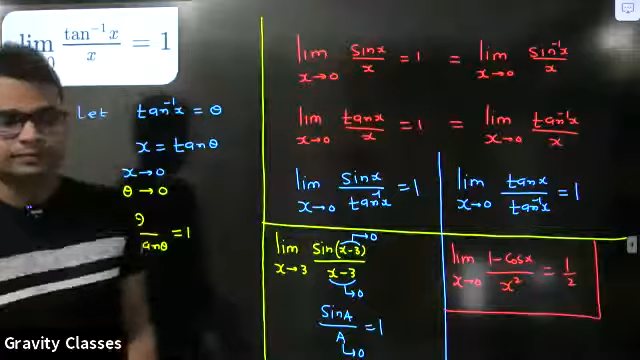 lim x→0 tan⁻¹x / x = 1
Let tan⁻¹x = θ
x = tanθ
x→0
θ→0
anθ = 1
lim x→0 sinx / x = 1 = lim x→0 sin⁻¹x / x
lim x→0 tanx / x = 1 = lim x→0 tan⁻¹x / x
lim x→0 sinx / tan⁻¹x = 1
lim x→0 tanx / tan⁻¹x = 1
lim x→3 sin(x-3) / x-3 →0 →0
sinA / A = 1 →0
lim x→0 1-cosx / x² = 1/2
Gravity Classes